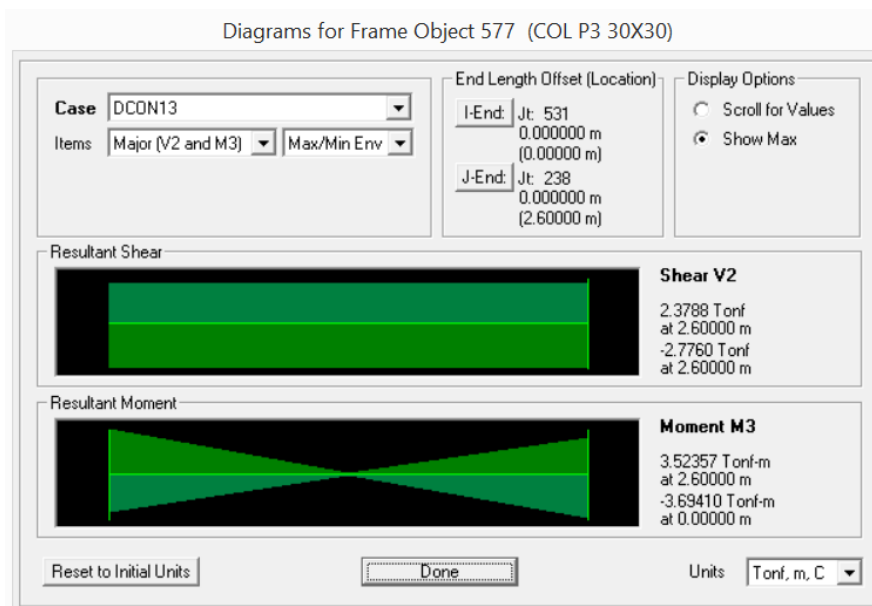 Diagrams for Frame Object 577 (COL P3 30X30)
Case DCON13
Items Major (V2 and M3) Max/Min Env
End Length Offset (Location)
I-End: Jt: 531
0.000000 m
(0.00000 m)
J-End: Jt: 238
0.000000 m
(2.60000 m)
Display Options
Scroll for Values
Show Max
Resultant Shear
Shear V2
2.3788 Tonf
at 2.60000 m
-2.7760 Tonf
at 2.60000 m
Resultant Moment
Moment M3
3.52357 Tonf-m
at 2.60000 m
-3.69410 Tonf-m
at 0.00000 m
Reset to Initial Units Done Units Tonf, m, C